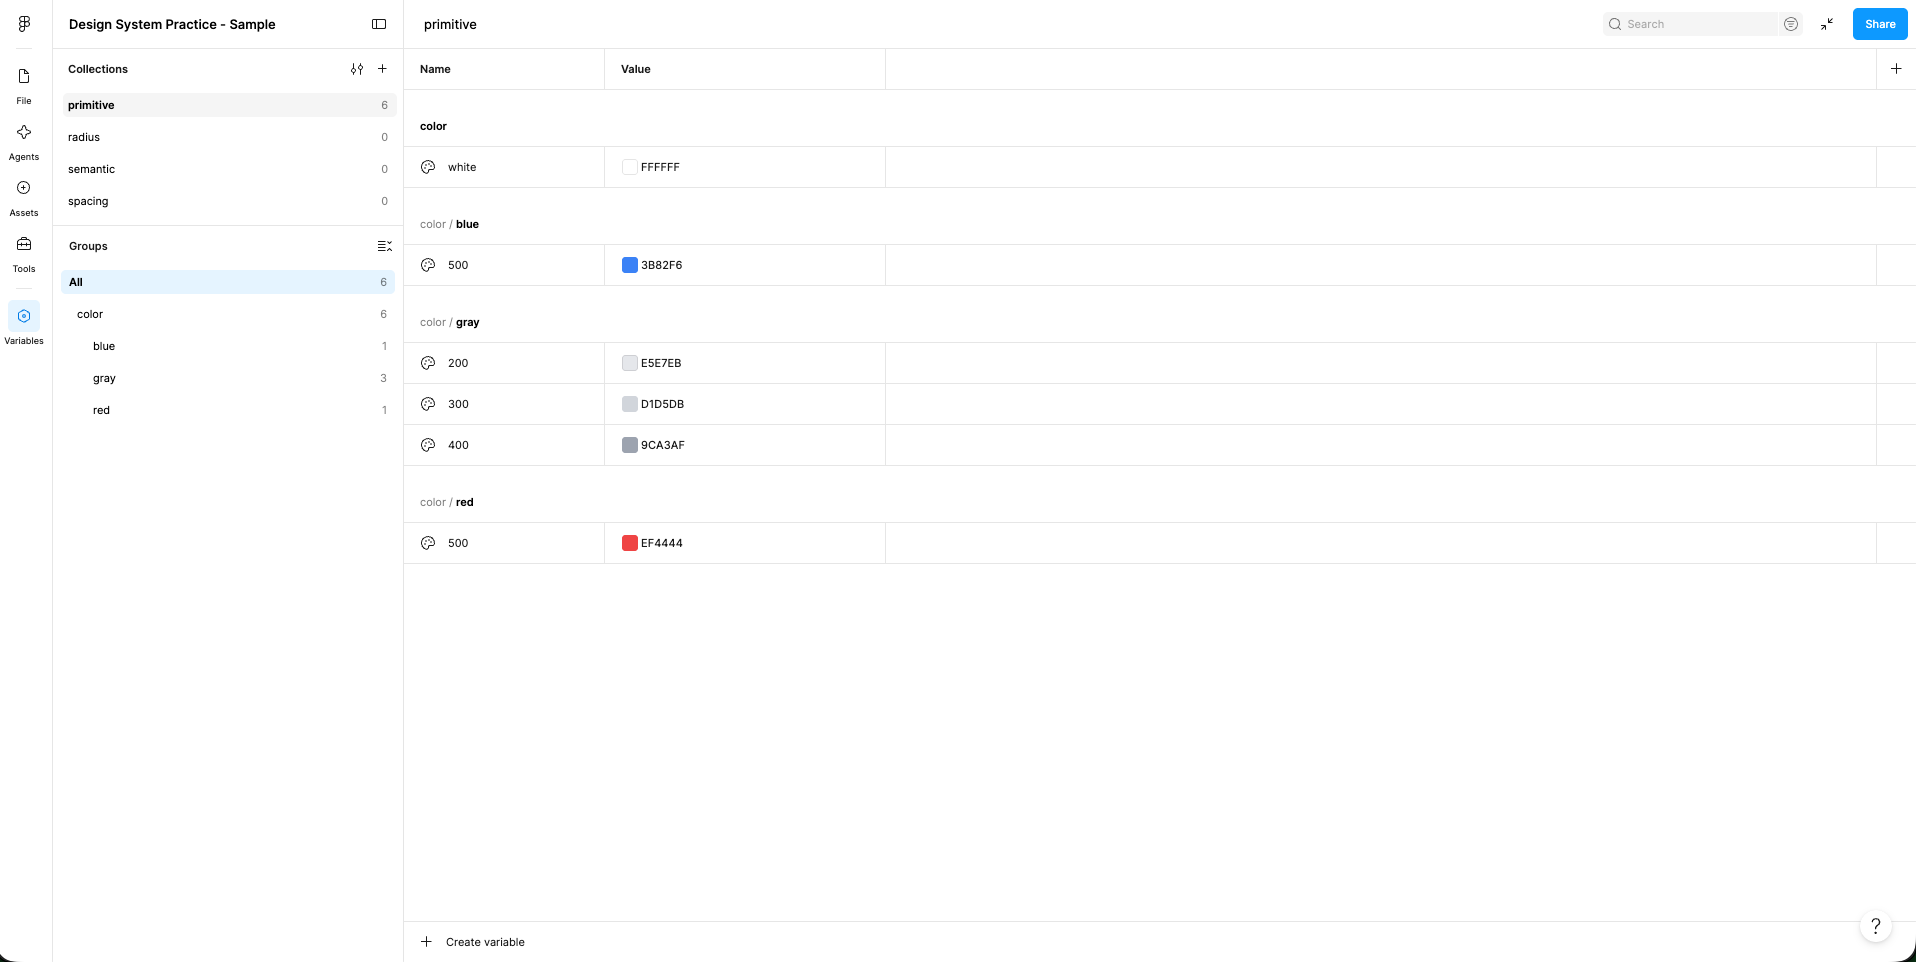 Design System Practice - Sample
primitive
Search
Share
File
Agents
Assets
Tools
Variables
Collections
primitive 6
radius 0
semantic 0
spacing 0
Groups
All 6
color 6
blue 1
gray 3
red 1
Name Value
color
white FFFFFF
color / blue
500 3B82F6
color / gray
200 E5E7EB
300 D1D5DB
400 9CA3AF
color / red
500 EF4444
Create variable
?